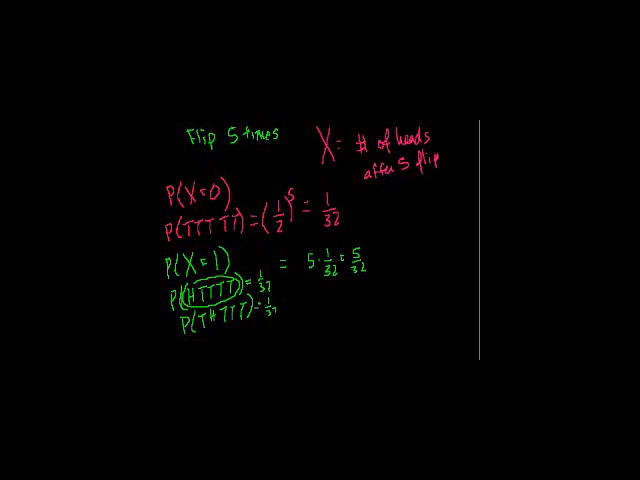 Flip 5 times
X = # of heads
after 5 flip
P(X=0)
P(TTTTT) = (1/2)^5 = 1/32
P(X=1) = 5·1/32 = 5/32
P(HTTTT) = 1/32
P(THTTT) = 1/32